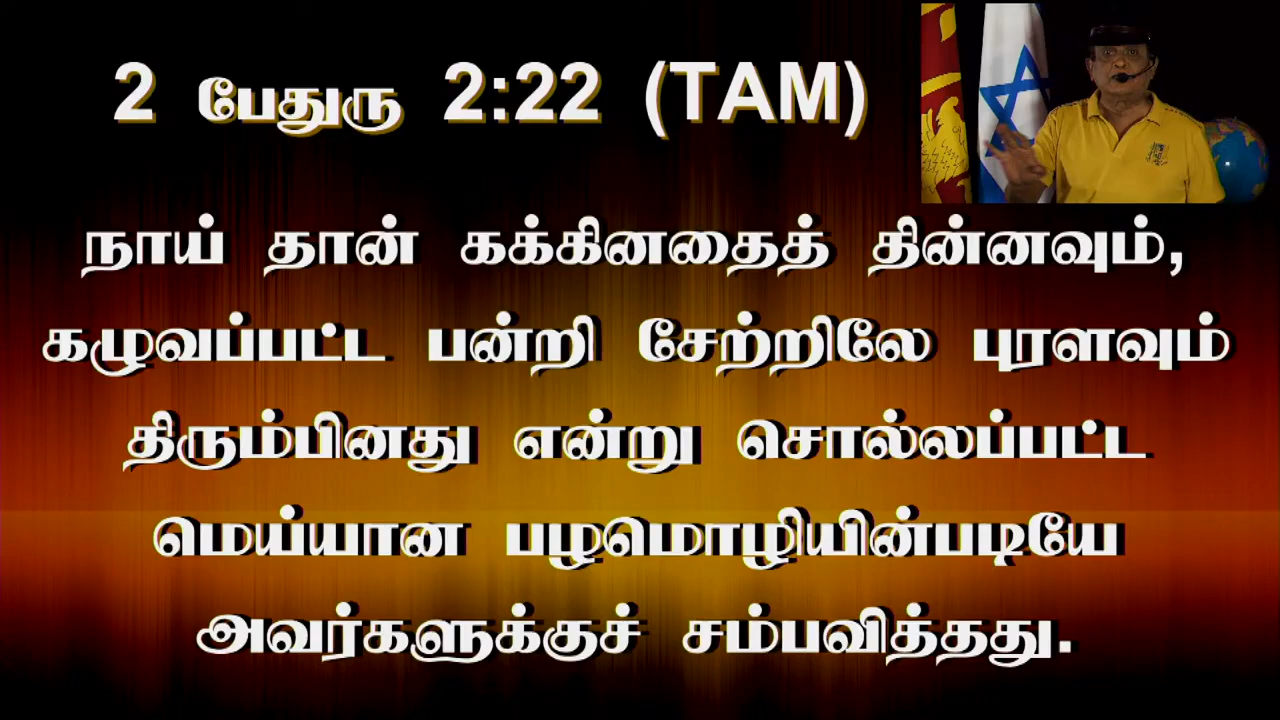 2 பேதுரு 2:22 (TAM)
நாய் தான் கக்கினதைத் தின்னவும்,
கழுவப்பட்ட பன்றி சேற்றிலே புரளவும்
திரும்பினது என்று சொல்லப்பட்ட
மெய்யான பழமொழியின்படியே
அவர்களுக்குச் சம்பவித்தது.